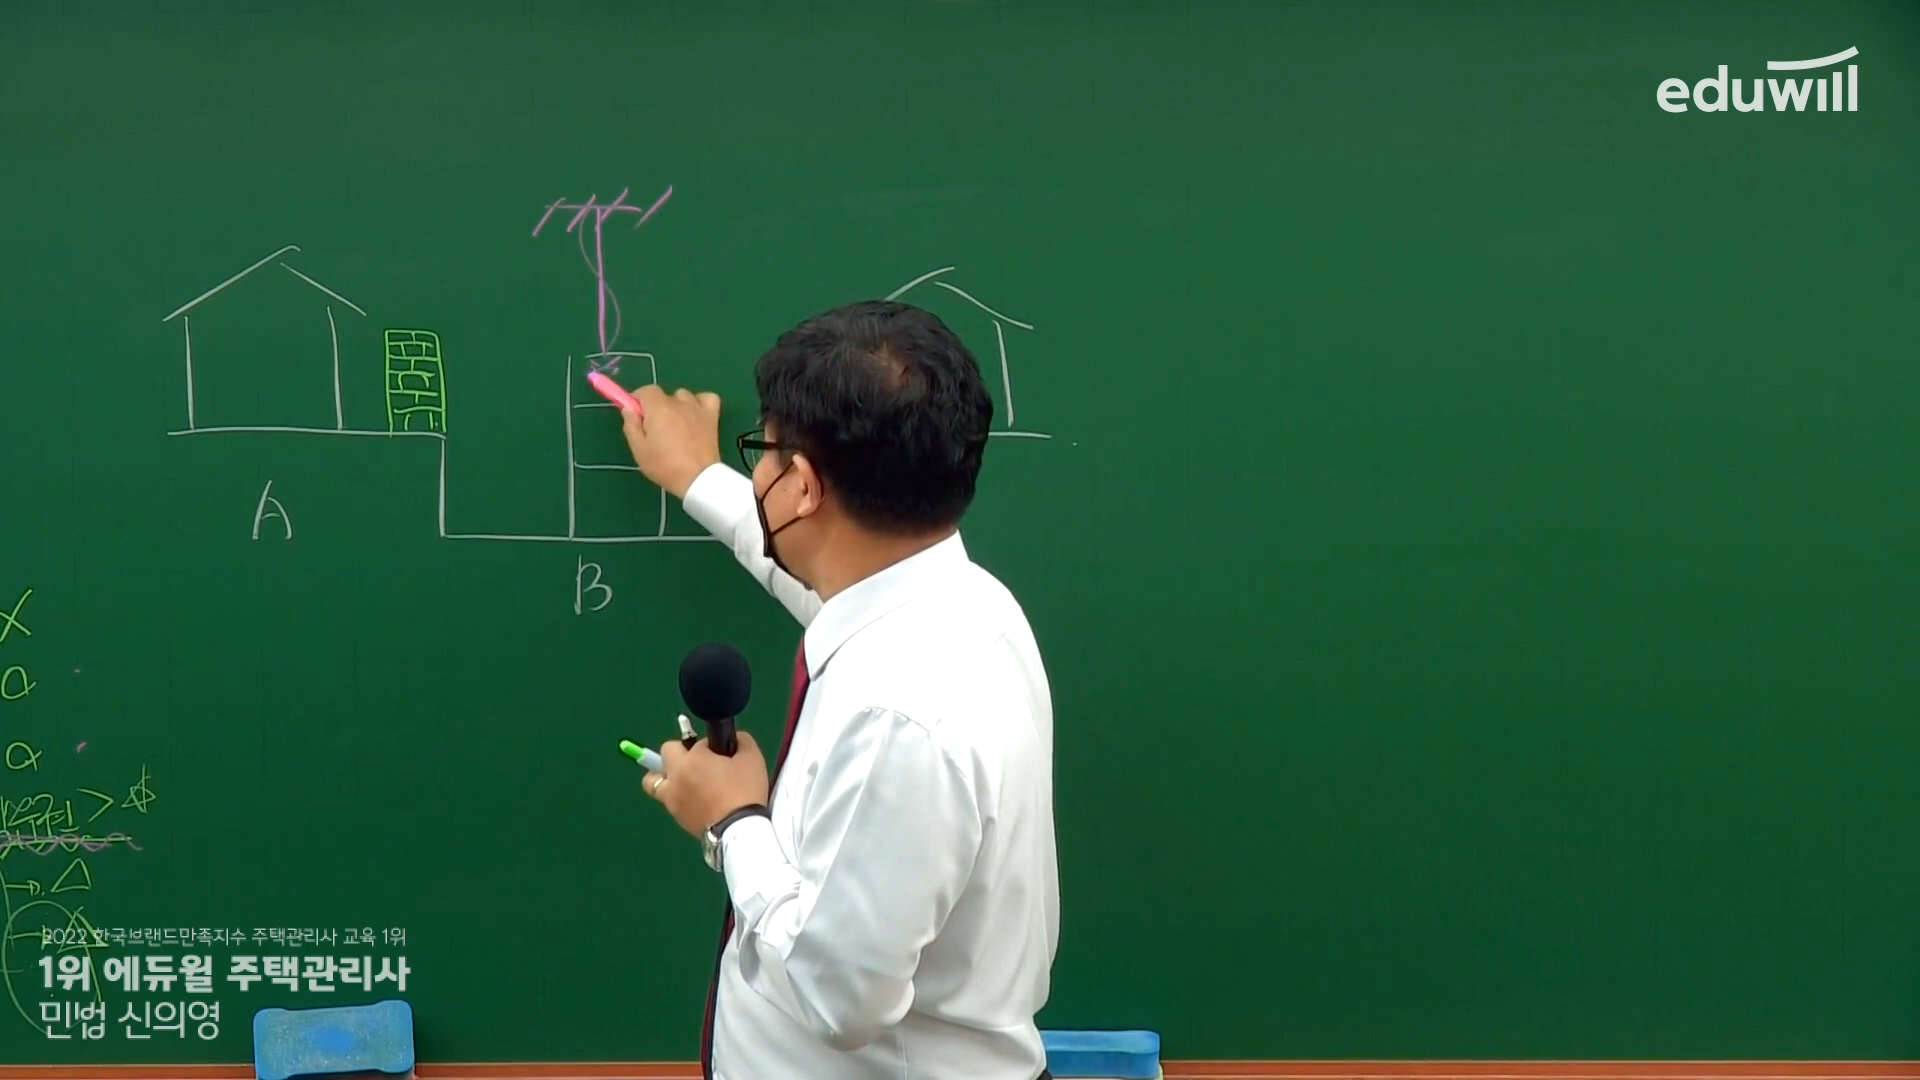 eduwill
A
B
X
O
Q
→ △
2022 한국브랜드만족지수 주택관리사 교육 1위
1위 에듀윌 주택관리사
민법 신의영